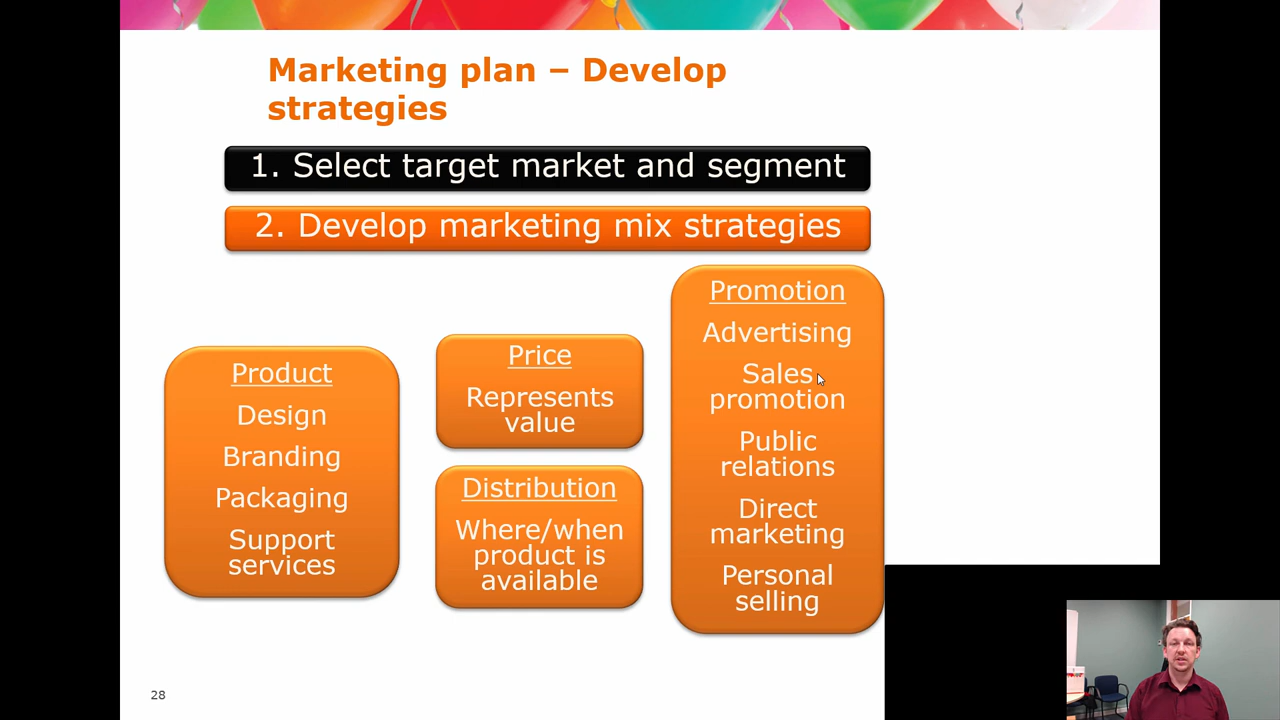 Marketing plan – Develop
strategies
1. Select target market and segment
2. Develop marketing mix strategies
Product
Design
Branding
Packaging
Support
services
Price
Represents
value
Distribution
Where/when
product is
available
Promotion
Advertising
Sales
promotion
Public
relations
Direct
marketing
Personal
selling
28